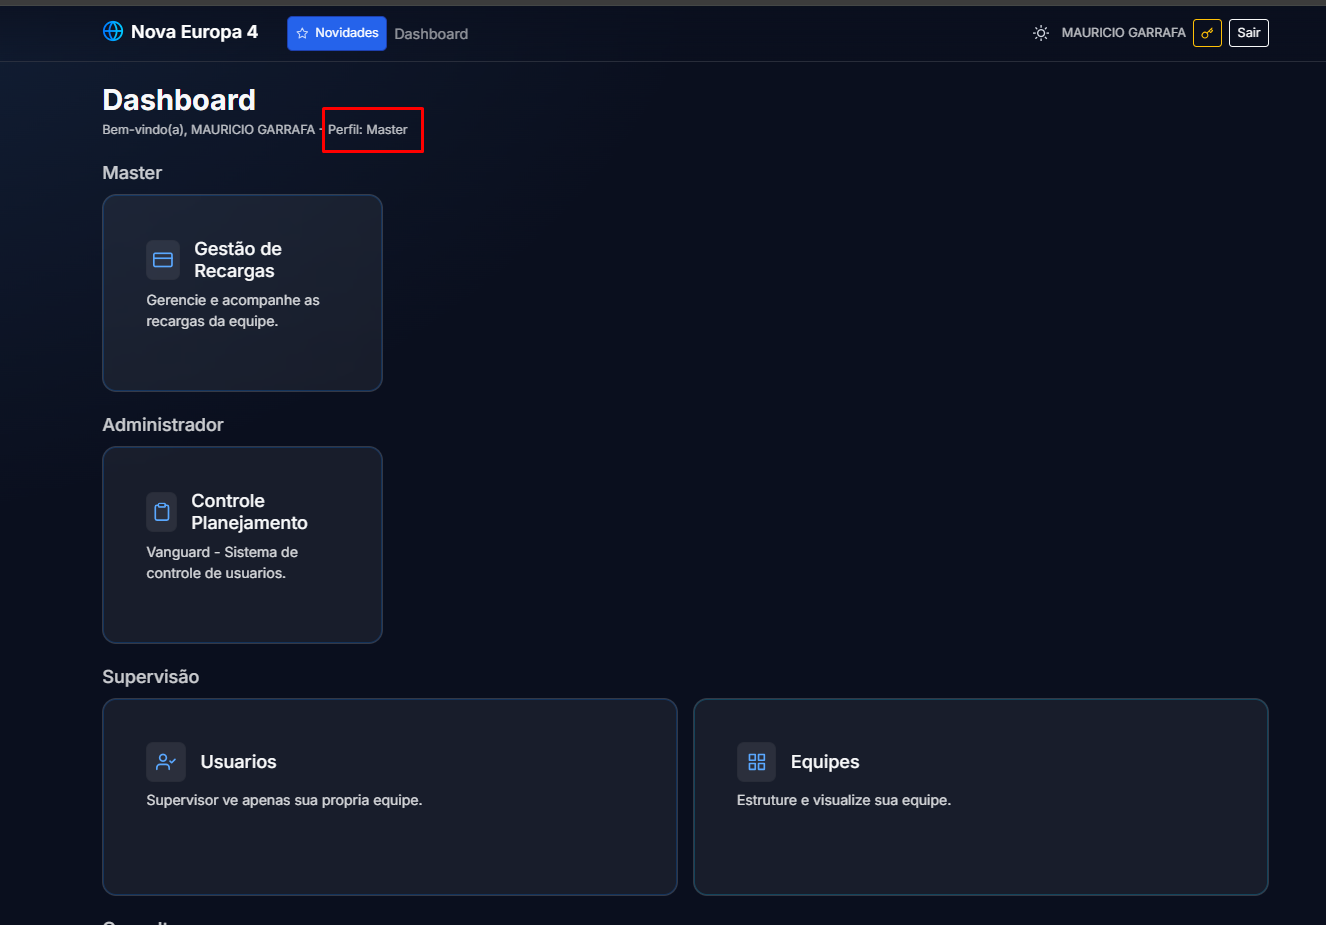 Nova Europa 4
Novidades
Dashboard
MAURICIO GARRAFA
Sair
Dashboard
Bem-vindo(a), MAURICIO GARRAFA - Perfil: Master
Master
Gestão de
Recargas
Gerencie e acompanhe as
recargas da equipe.
Administrador
Controle
Planejamento
Vanguard - Sistema de
controle de usuarios.
Supervisão
Usuarios
Supervisor ve apenas sua propria equipe.
Equipes
Estruture e visualize sua equipe.